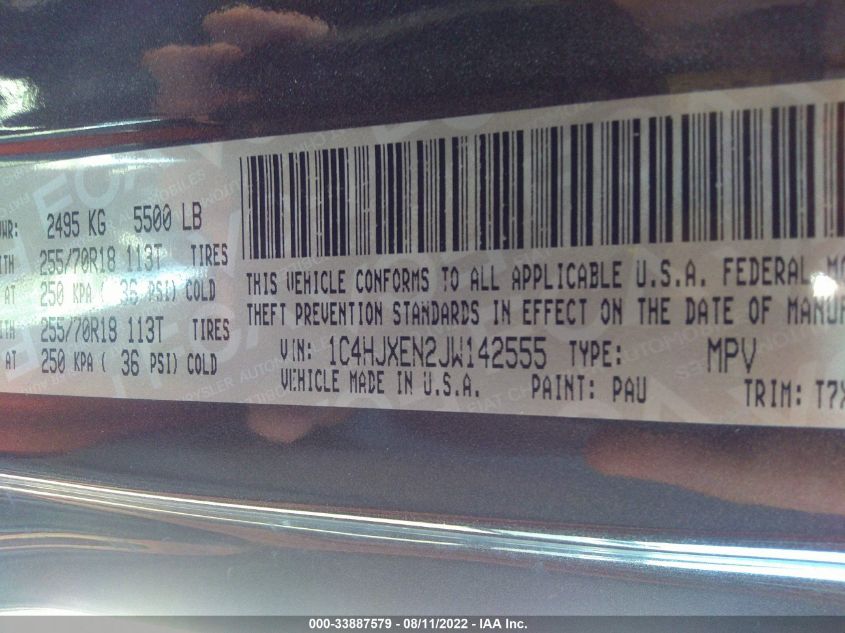 2495 KG 5500 LB
255/70R18 113T TIRES
AT 250 KPA ( 36 PSI) COLD
255/70R18 113T TIRES
AT 250 KPA ( 36 PSI) COLD
THIS VEHICLE CONFORMS TO ALL APPLICABLE U.S.A. FEDERAL
THEFT PREVENTION STANDARDS IN EFFECT ON THE DATE OF
VIN: 1C4HJXEN2JW142555 TYPE: MPV
VEHICLE MADE IN U.S.A. PAINT: PAU TRIM: T7X
000-33887579 - 08/11/2022 - IAA Inc.